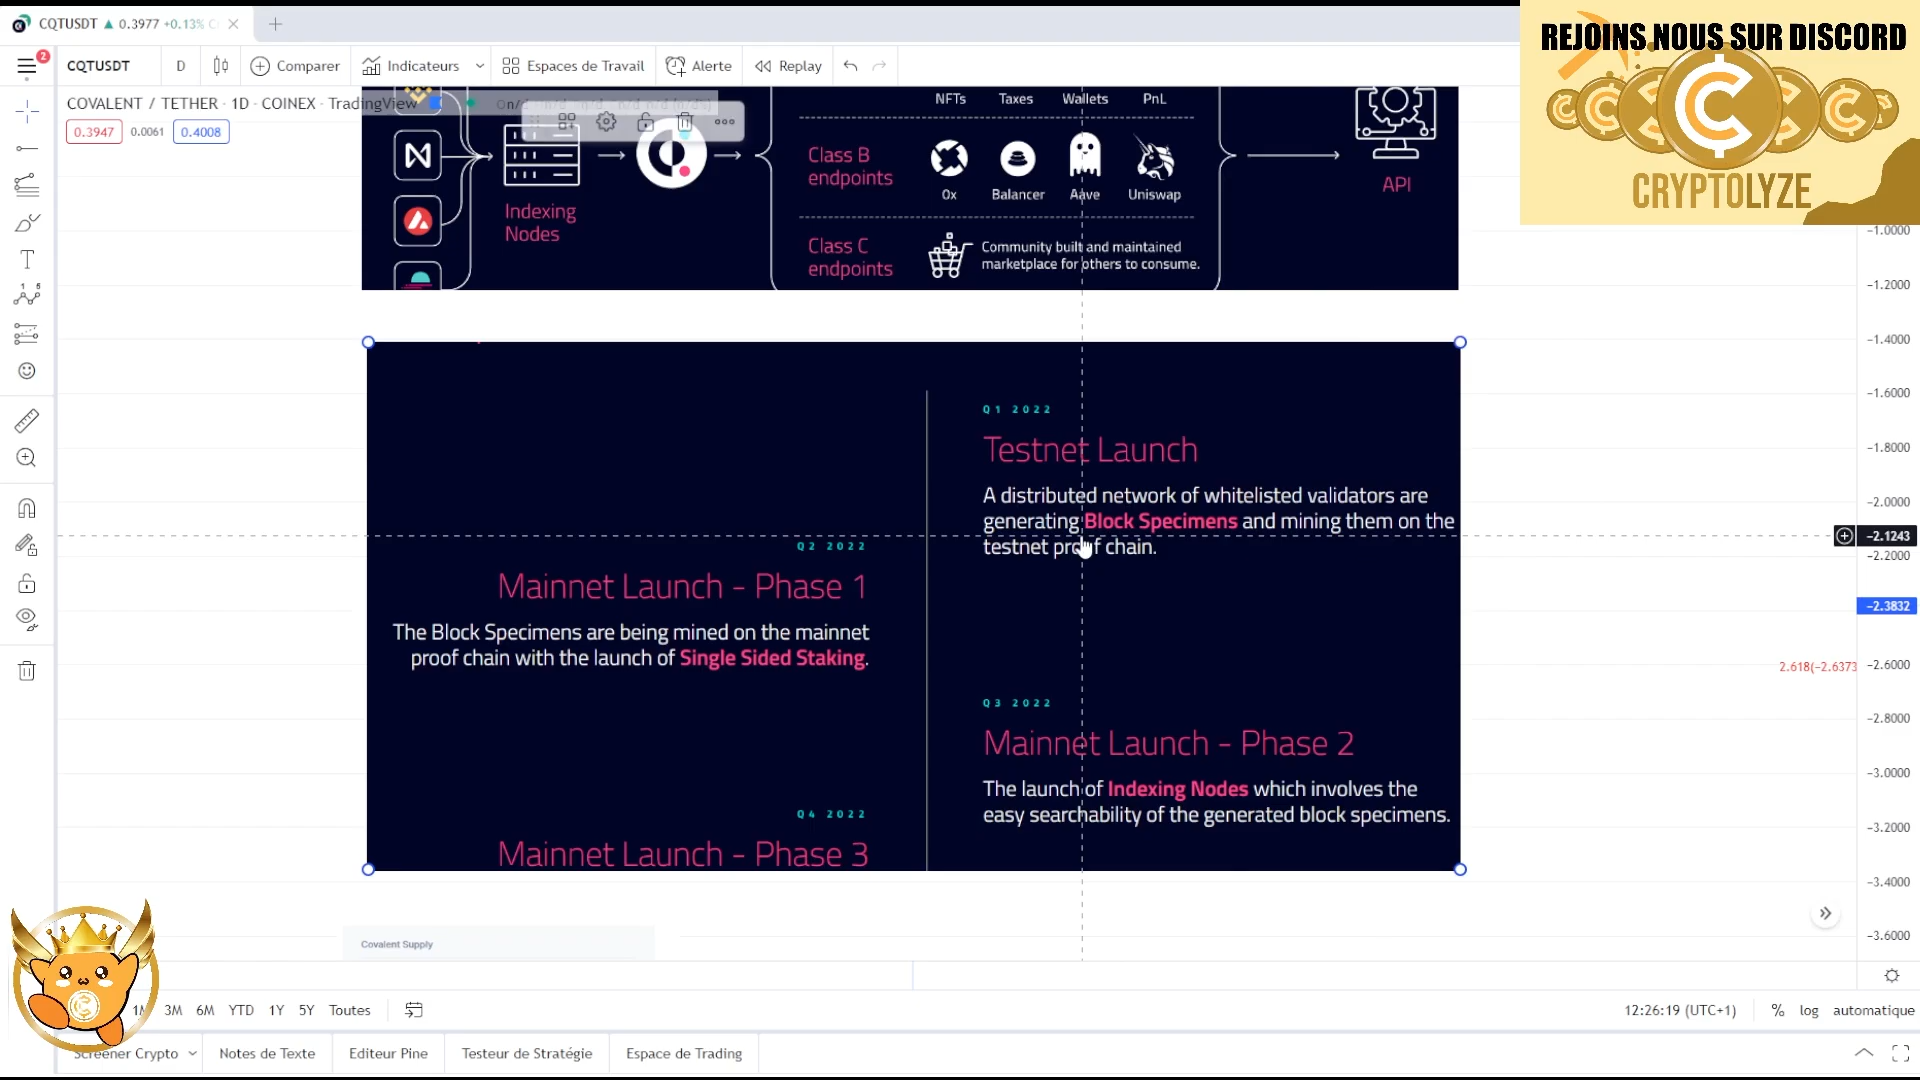 CQTUSDT ▲ 0.3977 +0.13%
REJOINS NOUS SUR DISCORD
CRYPTOLYZE
2
CQTUSDT
D
Comparer
Indicateurs
Espaces de Travail
Alerte
Replay
COVALENT / TETHER · 1D · COINEX · TradingView
0.3947
0.0061
0.4008
NFTs
Taxes
Wallets
PnL
Class B
endpoints
0x
Balancer
Aave
Uniswap
Indexing
Nodes
API
Class C
endpoints
Community built and maintained
marketplace for others to consume.
Q1 2022
Testnet Launch
A distributed network of whitelisted validators are
generating Block Specimens and mining them on the
testnet proof chain.
Q2 2022
Mainnet Launch - Phase 1
The Block Specimens are being mined on the mainnet
proof chain with the launch of Single Sided Staking.
Q3 2022
Mainnet Launch - Phase 2
The launch of Indexing Nodes which involves the
easy searchability of the generated block specimens.
Q4 2022
Mainnet Launch - Phase 3
−1.0000
−1.2000
−1.4000
−1.6000
−1.8000
−2.0000
−2.1243
−2.2000
−2.3832
2.618(−2.6373
−2.6000
−2.8000
−3.0000
−3.2000
−3.4000
−3.6000
Covalent Supply
3M
6M
YTD
1Y
5Y
Toutes
12:26:19 (UTC+1)
%
log
automatique
Screener Crypto
Notes de Texte
Editeur Pine
Testeur de Stratégie
Espace de Trading